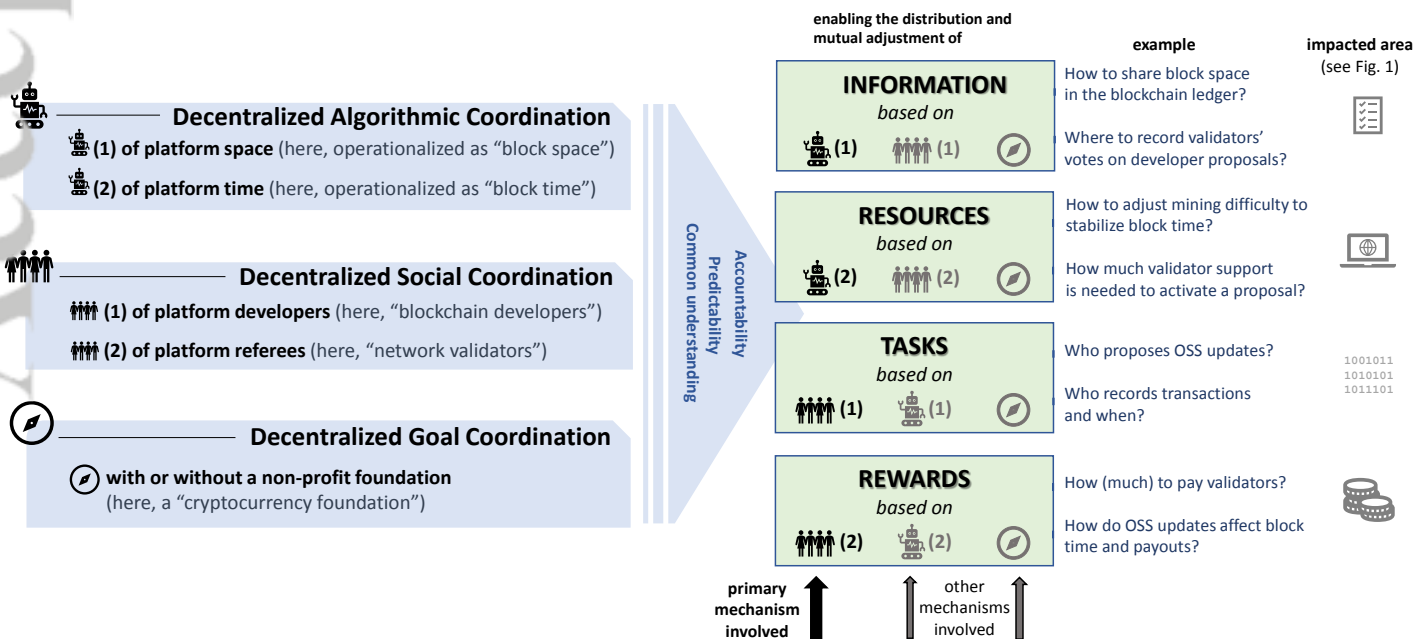 enabling the distribution and
mutual adjustment of
example
impacted area
(see Fig. 1)
Decentralized Algorithmic Coordination
(1) of platform space (here, operationalized as “block space”)
(2) of platform time (here, operationalized as “block time”)
Decentralized Social Coordination
(1) of platform developers (here, “blockchain developers”)
(2) of platform referees (here, “network validators”)
Decentralized Goal Coordination
with or without a non-profit foundation
(here, a “cryptocurrency foundation”)
Accountability
Predictability
Common understanding
INFORMATION
based on
(1) (1)
How to share block space
in the blockchain ledger?
Where to record validators’
votes on developer proposals?
RESOURCES
based on
(2) (2)
How to adjust mining difficulty to
stabilize block time?
How much validator support
is needed to activate a proposal?
TASKS
based on
(1) (1)
Who proposes OSS updates?
Who records transactions
and when?
1001011
1010101
1011101
REWARDS
based on
(2) (2)
How (much) to pay validators?
How do OSS updates affect block
time and payouts?
primary
mechanism
involved
other
mechanisms
involved